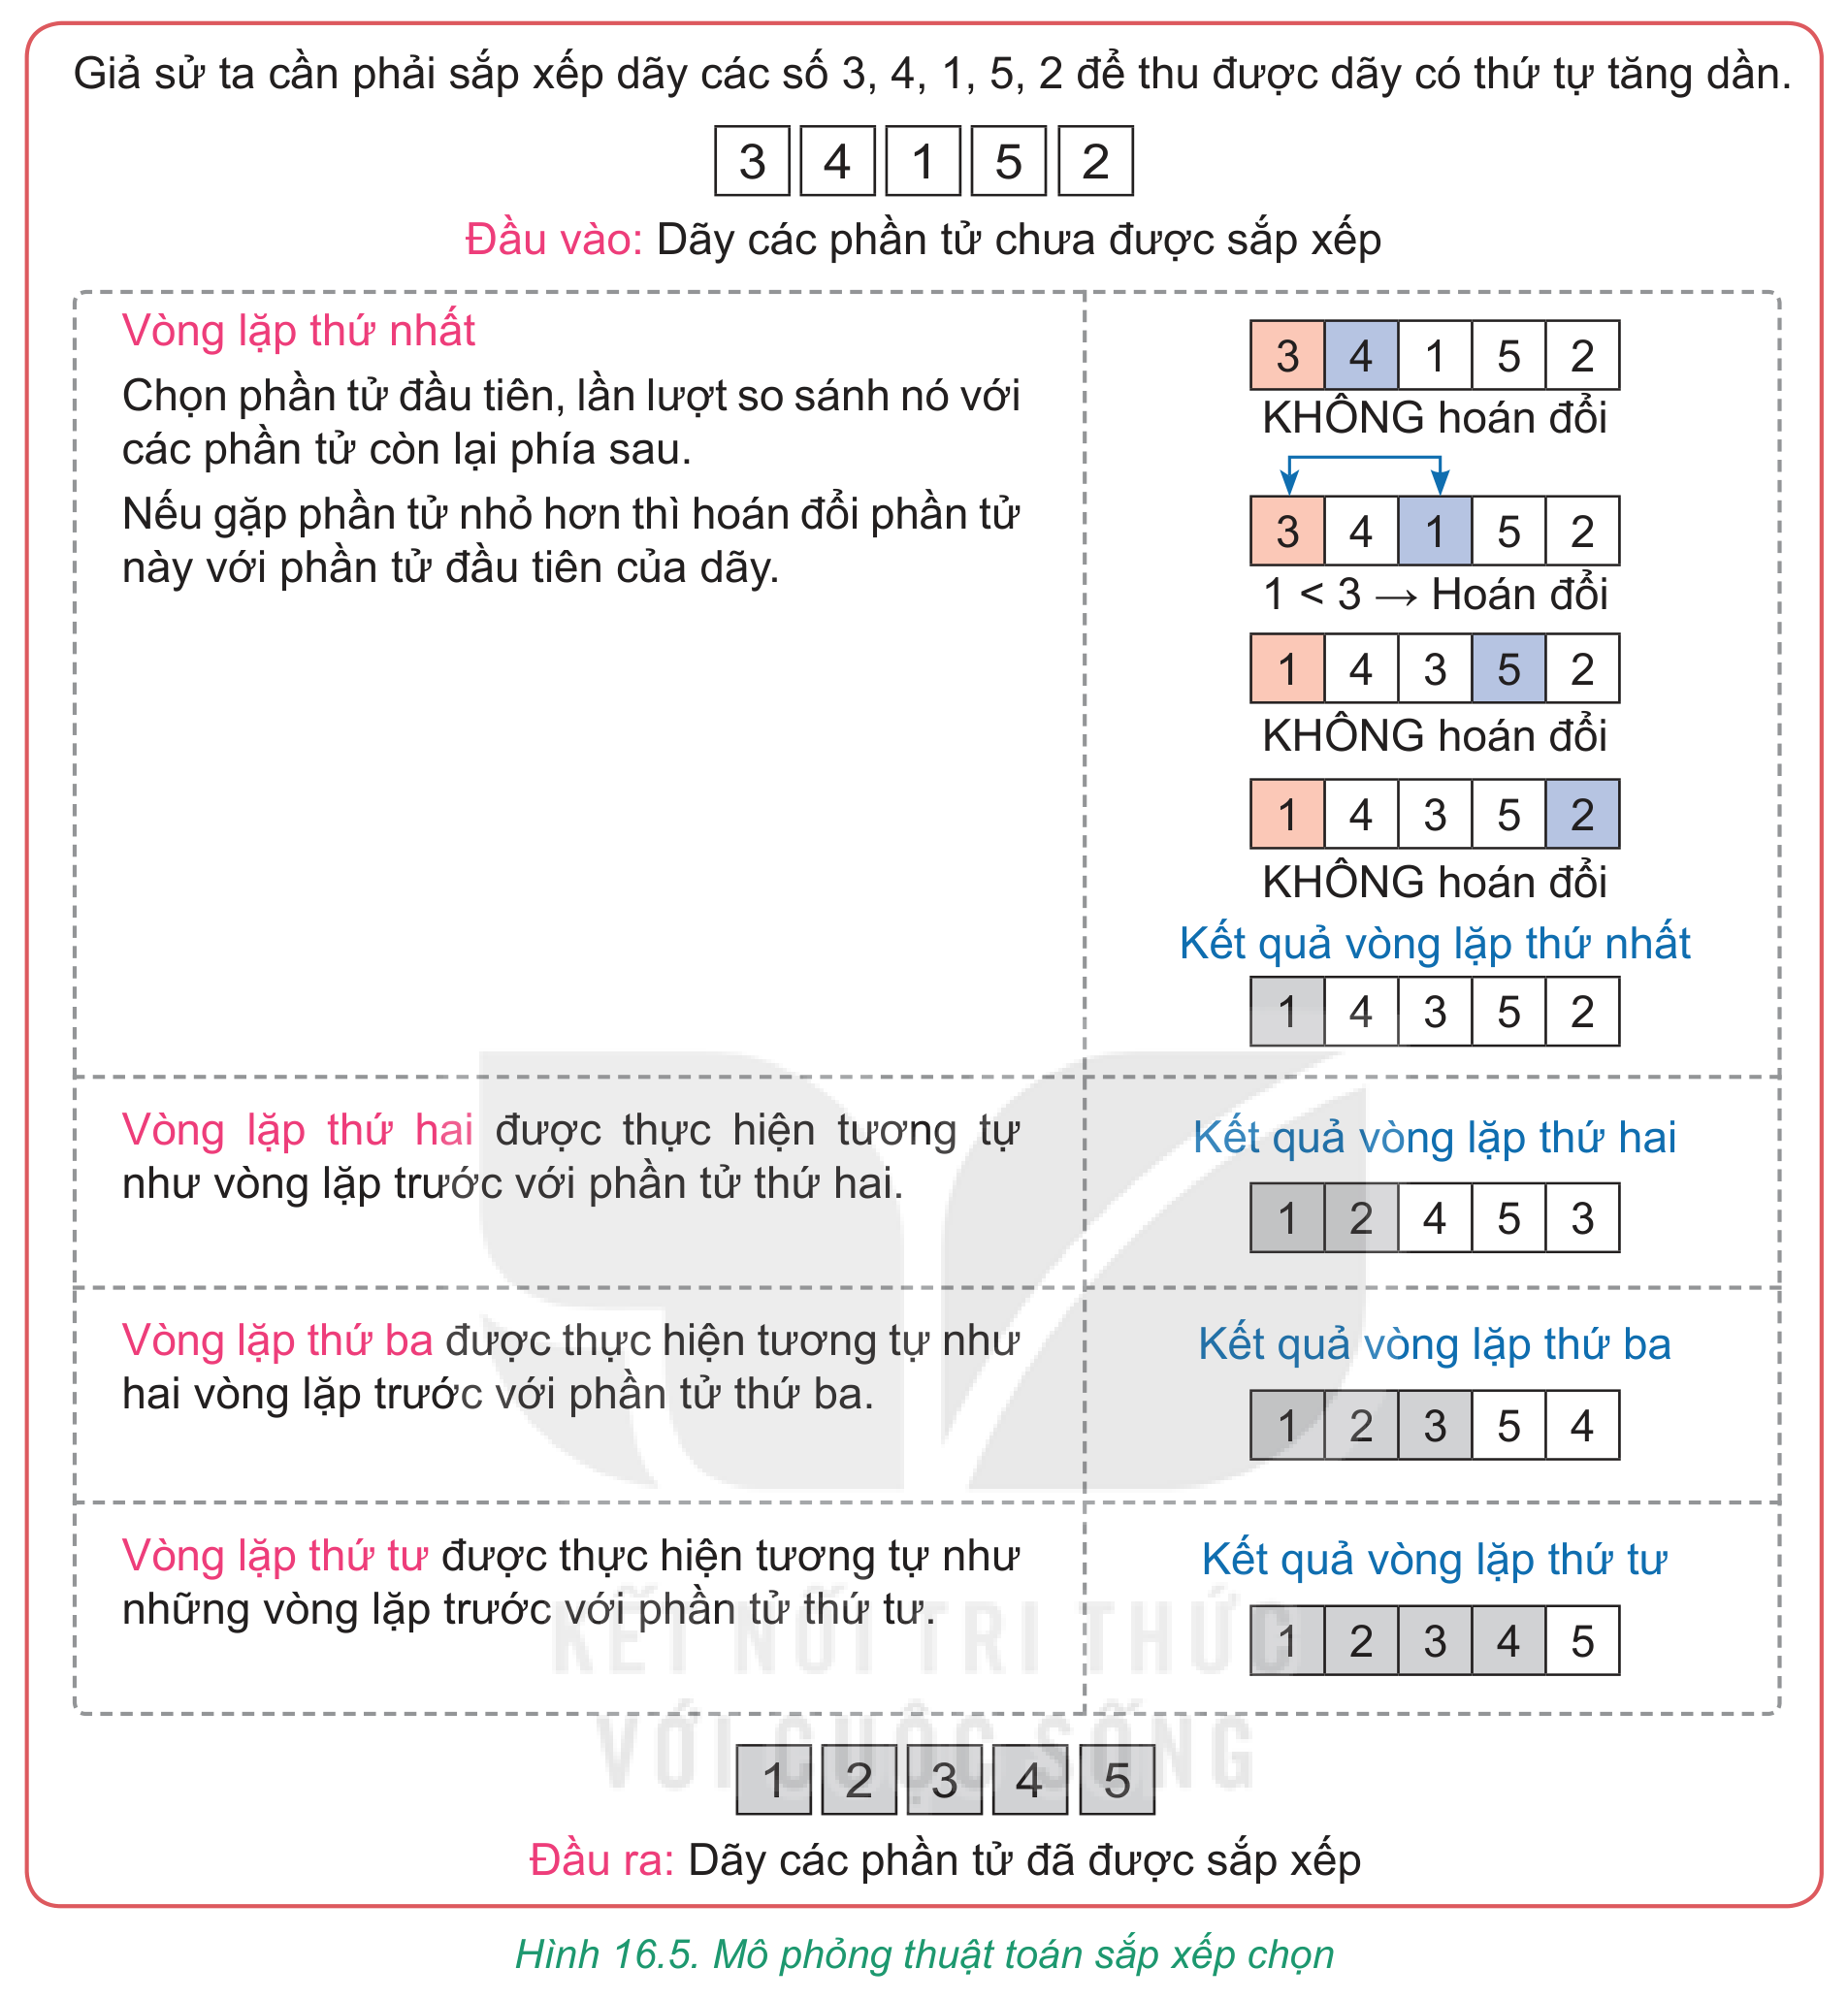 Giả sử ta cần phải sắp xếp dãy các số 3, 4, 1, 5, 2 để thu được dãy có thứ tự tăng dần.
3 4 1 5 2
Đầu vào: Dãy các phần tử chưa được sắp xếp
Vòng lặp thứ nhất
Chọn phần tử đầu tiên, lần lượt so sánh nó với
các phần tử còn lại phía sau.
Nếu gặp phần tử nhỏ hơn thì hoán đổi phần tử
này với phần tử đầu tiên của dãy.
3 4 1 5 2
KHÔNG hoán đổi
3 4 1 5 2
1 < 3 → Hoán đổi
1 4 3 5 2
KHÔNG hoán đổi
1 4 3 5 2
KHÔNG hoán đổi
Kết quả vòng lặp thứ nhất
1 4 3 5 2
Vòng lặp thứ hai được thực hiện tương tự
như vòng lặp trước với phần tử thứ hai.
Kết quả vòng lặp thứ hai
1 2 4 5 3
Vòng lặp thứ ba được thực hiện tương tự như
hai vòng lặp trước với phần tử thứ ba.
Kết quả vòng lặp thứ ba
1 2 3 5 4
Vòng lặp thứ tư được thực hiện tương tự như
những vòng lặp trước với phần tử thứ tư.
Kết quả vòng lặp thứ tư
1 2 3 4 5
KẾT NỐI TRI THỨC
VỚI CUỘC SỐNG
1 2 3 4 5
Đầu ra: Dãy các phần tử đã được sắp xếp
Hình 16.5. Mô phỏng thuật toán sắp xếp chọn